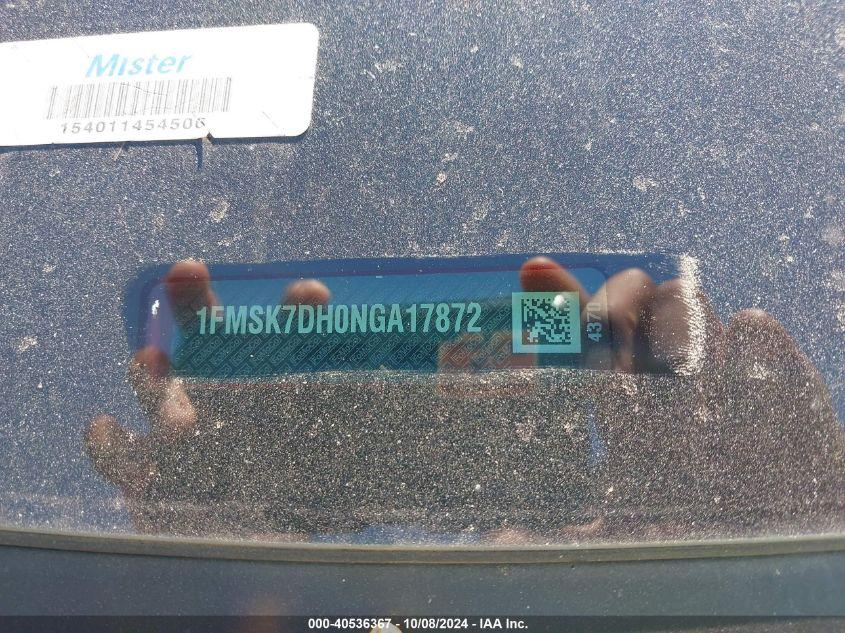 Mister
154011454506
1FMSK7DH0NGA17872
4370
000-40536367 - 10/08/2024 - IAA Inc.